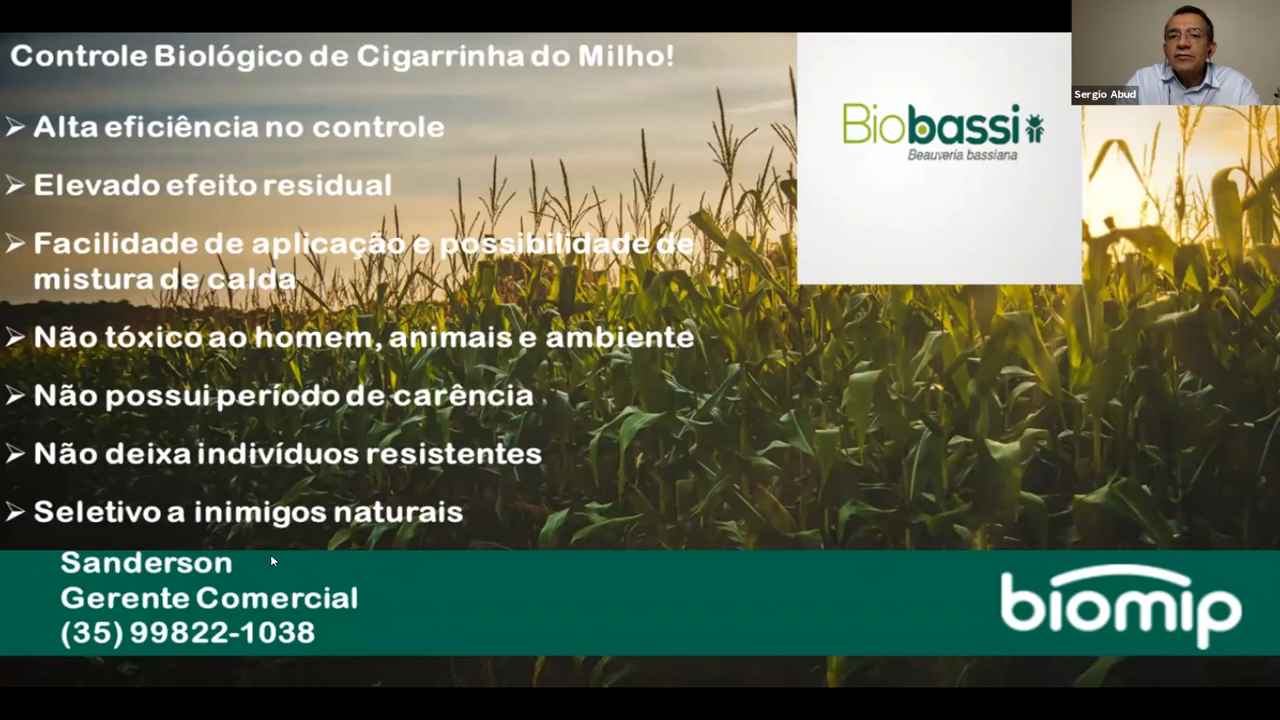 Controle Biológico de Cigarrinha do Milho!
Alta eficiência no controle
Elevado efeito residual
Facilidade de aplicação e possibilidade de
mistura de calda
Não tóxico ao homem, animais e ambiente
Não possui período de carência
Não deixa indivíduos resistentes
Seletivo a inimigos naturais
Biobassi
Beauveria bassiana
Sergio Abud
Sanderson
Gerente Comercial
(35) 99822-1038
biomip